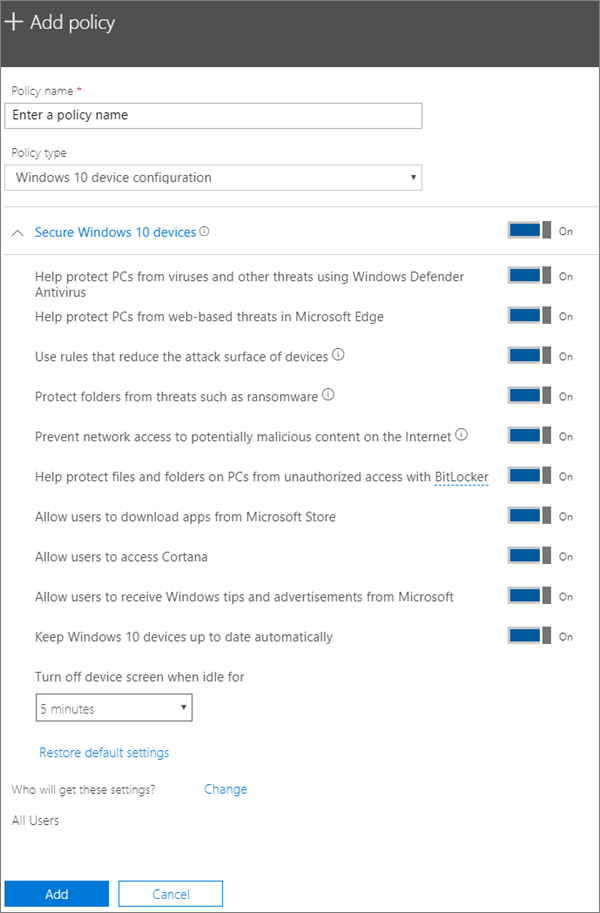 Add policy
Policy name *
Enter a policy name
Policy type
Windows 10 device configuration
Secure Windows 10 devices On
Help protect PCs from viruses and other threats using Windows Defender On
Antivirus
Help protect PCs from web-based threats in Microsoft Edge On
Use rules that reduce the attack surface of devices On
Protect folders from threats such as ransomware On
Prevent network access to potentially malicious content on the Internet On
Help protect files and folders on PCs from unauthorized access with BitLocker On
Allow users to download apps from Microsoft Store On
Allow users to access Cortana On
Allow users to receive Windows tips and advertisements from Microsoft On
Keep Windows 10 devices up to date automatically On
Turn off device screen when idle for
5 minutes
Restore default settings
Who will get these settings? Change
All Users
Add Cancel